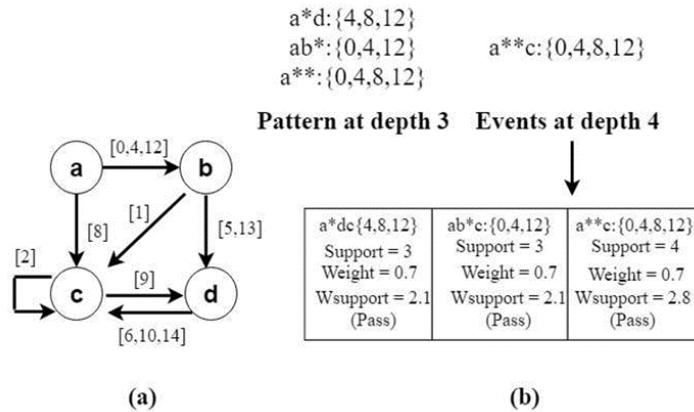 a*d:{4,8,12}
ab*:{0,4,12}
a**:{0,4,8,12}
a**c:{0,4,8,12}
Pattern at depth 3
Events at depth 4
a
b
c
d
[0,4,12]
[8]
[1]
[5,13]
[2]
[9]
[6,10,14]
a*dc{4,8,12}
Support = 3
Weight = 0.7
Wsupport = 2.1
(Pass)
ab*c:{0,4,12}
Support = 3
Weight = 0.7
Wsupport = 2.1
(Pass)
a**c:{0,4,8,12}
Support = 4
Weight = 0.7
Wsupport = 2.8
(Pass)
(a)
(b)